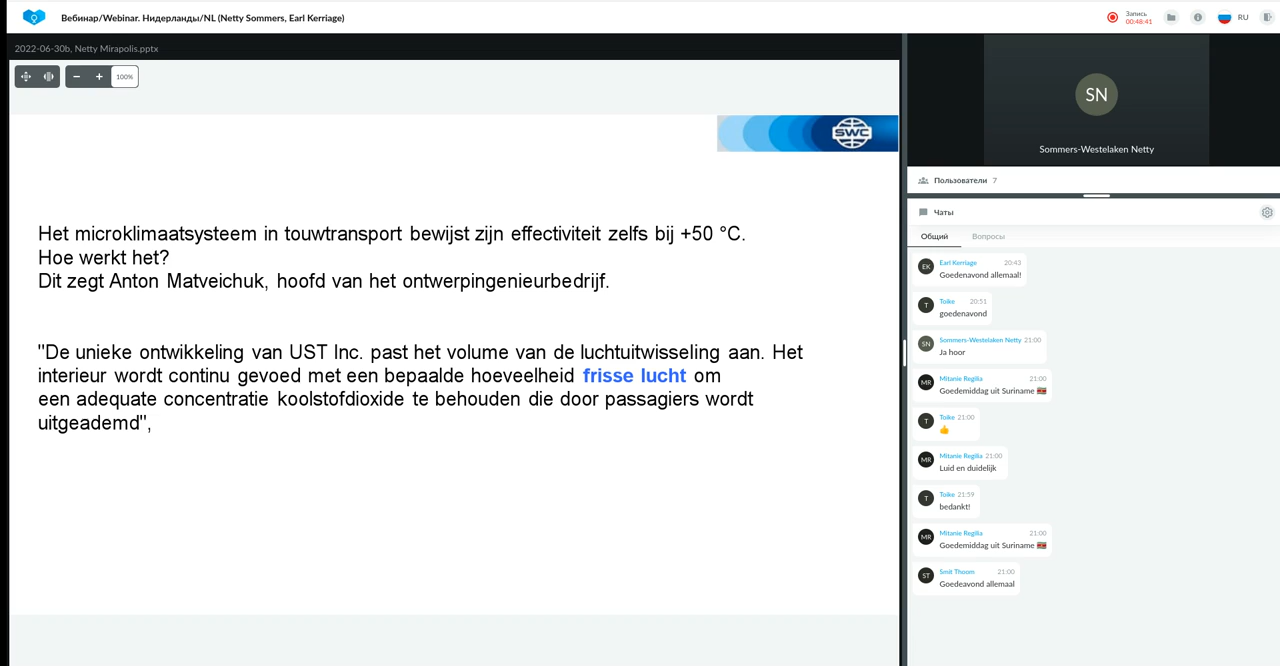 Вебинар/Webinar. Нидерланды/NL (Netty Sommers, Earl Kerriage)
Запись
00:48:41
RU
2022-06-30b, Netty Mirapolis.pptx
100%
SWC
Het microklimaatsysteem in touwtransport bewijst zijn effectiviteit zelfs bij +50 °C.
Hoe werkt het?
Dit zegt Anton Matveichuk, hoofd van het ontwerpingenieurbedrijf.
"De unieke ontwikkeling van UST Inc. past het volume van de luchtuitwisseling aan. Het
interieur wordt continu gevoed met een bepaalde hoeveelheid frisse lucht om
een adequate concentratie koolstofdioxide te behouden die door passagiers wordt
uitgeademd",
SN
Sommers-Westelaken Netty
Пользователи 7
Чаты
Общий Вопросы
EK Earl Kerriage 20:43
Goedenavond allemaal!
T Toike 20:51
goedenavond
SN Sommers-Westelaken Netty 21:00
Ja hoor
MR Mitanie Regilia 21:00
Goedemiddag uit Suriname 🇸🇷
T Toike 21:00
👍
MR Mitanie Regilia 21:00
Luid en duidelijk
T Toike 21:59
bedankt!
MR Mitanie Regilia 21:00
Goedemiddag uit Suriname 🇸🇷
ST Smit Thoom 21:00
Goedeavond allemaal